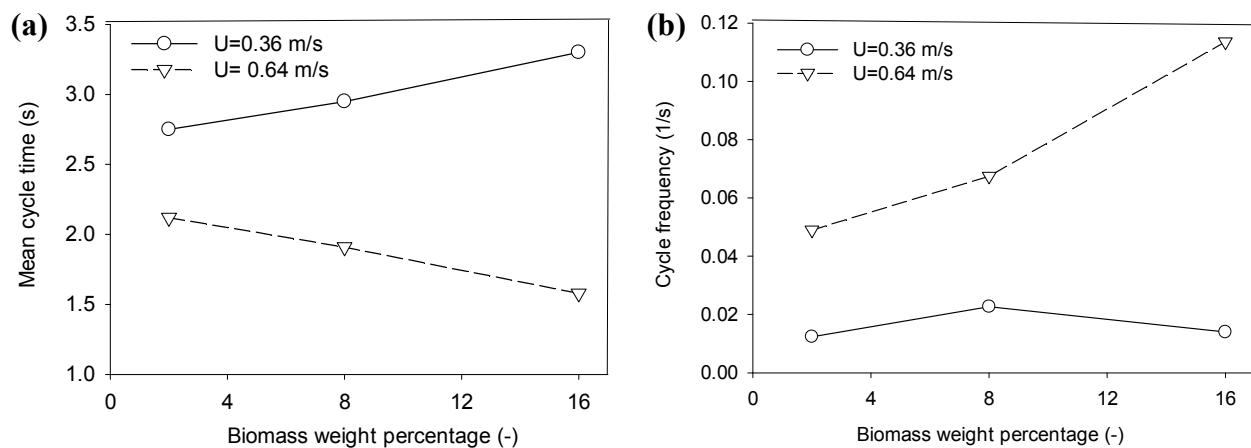 (a)
U=0.36 m/s
U= 0.64 m/s
Mean cycle time (s)
3.5
3.0
2.5
2.0
1.5
1.0
0 4 8 12 16
Biomass weight percentage (-)
(b)
U=0.36 m/s
U=0.64 m/s
Cycle frequency (1/s)
0.12
0.10
0.08
0.06
0.04
0.02
0.00
0 4 8 12 16
Biomass weight percentage (-)